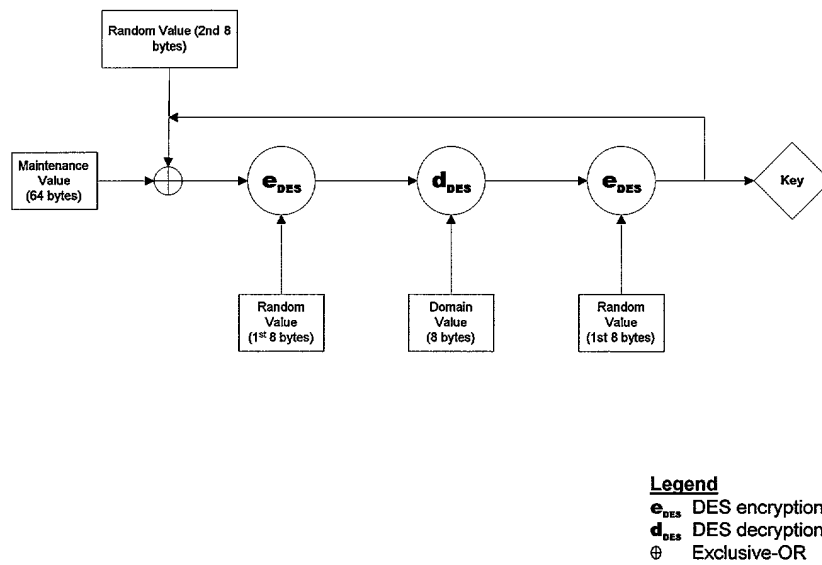 Random Value (2nd 8
bytes)
Maintenance
Value
(64 bytes)
eDES
dDES
eDES
Key
Random
Value
(1st 8 bytes)
Domain
Value
(8 bytes)
Random
Value
(1st 8 bytes)
Legend
eDES DES encryption
dDES DES decryption
⊕ Exclusive-OR